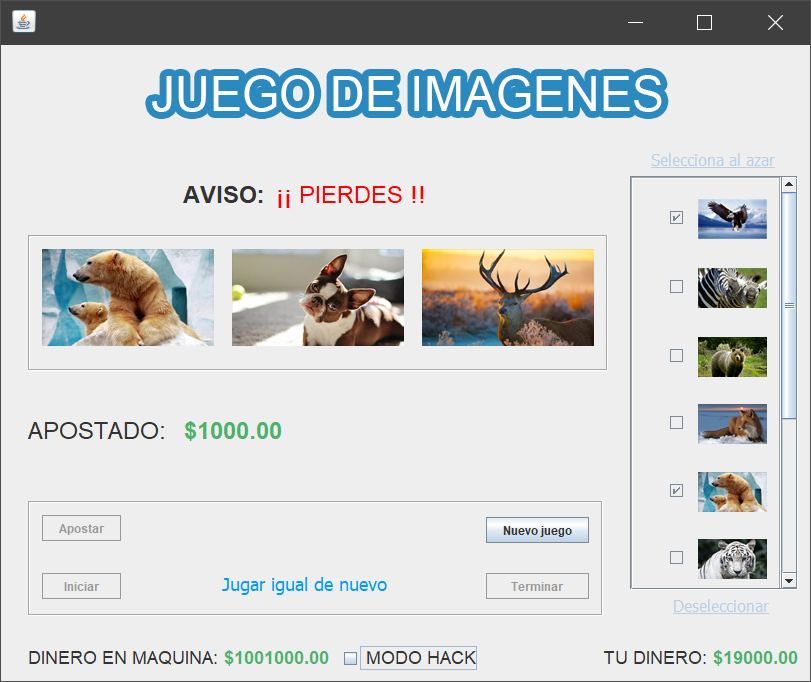 JUEGO DE IMAGENES
Selecciona al azar
AVISO: ¡¡ PIERDES !!
APOSTADO: $1000.00
Apostar
Nuevo juego
Iniciar
Jugar igual de nuevo
Terminar
Deseleccionar
DINERO EN MAQUINA: $1001000.00
MODO HACK
TU DINERO: $19000.00